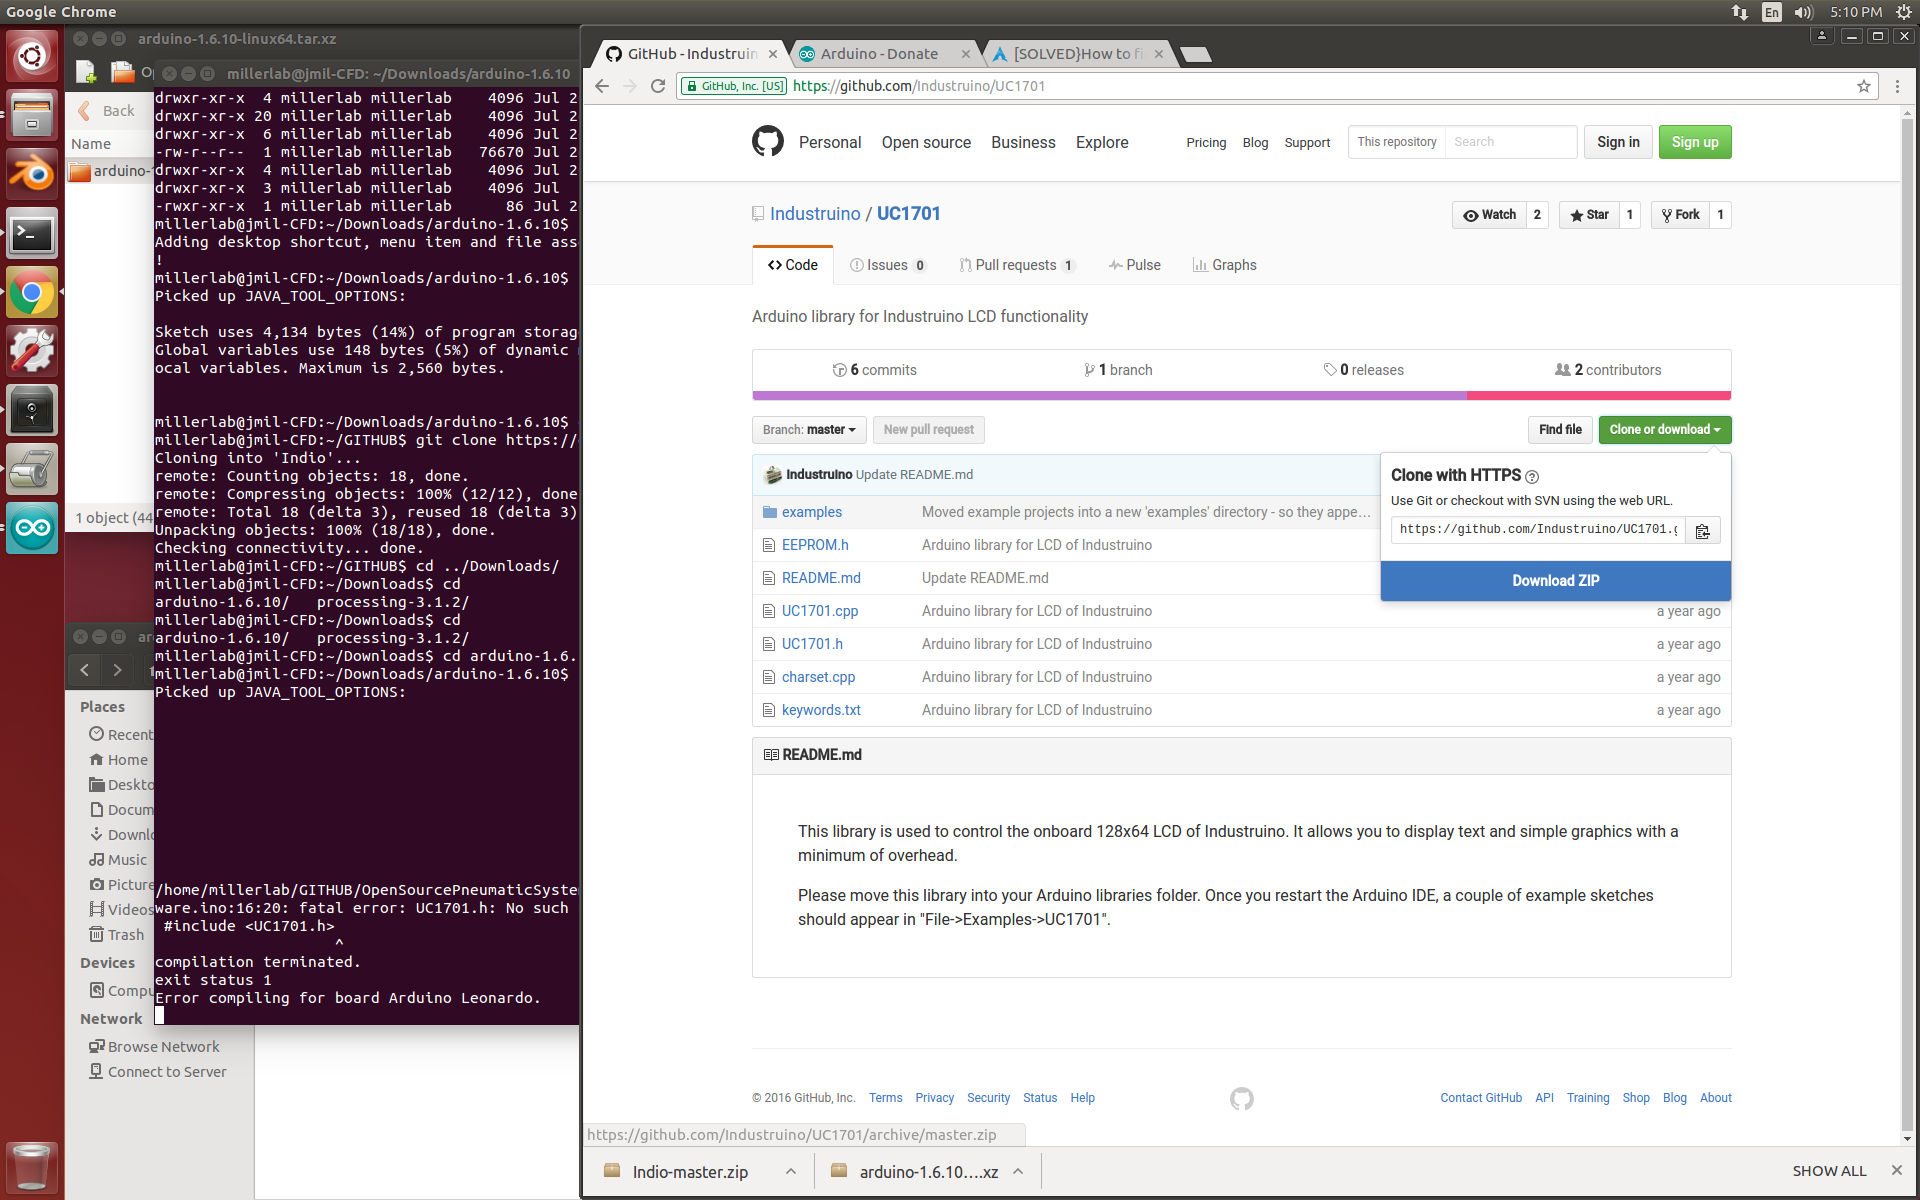 Google Chrome
En
5:10 PM
arduino-1.6.10-linux64.tar.xz
millerlab@jmil-CFD: ~/Downloads/arduino-1.6.10
Back
Name
arduino-1
1 object (44
drwxr-xr-x  4 millerlab millerlab    4096 Jul 2
drwxr-xr-x 20 millerlab millerlab    4096 Jul 2
drwxr-xr-x  6 millerlab millerlab    4096 Jul 2
-rw-r--r--  1 millerlab millerlab   76670 Jul 2
drwxr-xr-x  4 millerlab millerlab    4096 Jul 2
drwxr-xr-x  3 millerlab millerlab    4096 Jul
-rwxr-xr-x  1 millerlab millerlab      86 Jul 2
millerlab@jmil-CFD:~/Downloads/arduino-1.6.10$
Adding desktop shortcut, menu item and file ass
!
millerlab@jmil-CFD:~/Downloads/arduino-1.6.10$
Picked up JAVA_TOOL_OPTIONS:
Sketch uses 4,134 bytes (14%) of program storag
Global variables use 148 bytes (5%) of dynamic
ocal variables. Maximum is 2,560 bytes.
millerlab@jmil-CFD:~/Downloads/arduino-1.6.10$
millerlab@jmil-CFD:~/GITHUB$ git clone https://
Cloning into 'Indio'...
remote: Counting objects: 18, done.
remote: Compressing objects: 100% (12/12), done
remote: Total 18 (delta 3), reused 18 (delta 3)
Unpacking objects: 100% (18/18), done.
Checking connectivity... done.
millerlab@jmil-CFD:~/GITHUB$ cd ../Downloads/
millerlab@jmil-CFD:~/Downloads$ cd
arduino-1.6.10/   processing-3.1.2/
millerlab@jmil-CFD:~/Downloads$ cd
arduino-1.6.10/   processing-3.1.2/
millerlab@jmil-CFD:~/Downloads$ cd arduino-1.6.
millerlab@jmil-CFD:~/Downloads/arduino-1.6.10$
Picked up JAVA_TOOL_OPTIONS:
/home/millerlab/GITHUB/OpenSourcePneumaticSyste
ware.ino:16:20: fatal error: UC1701.h: No such
#include <UC1701.h>
^
compilation terminated.
exit status 1
Error compiling for board Arduino Leonardo.
Places
Recent
Home
Deskto
Docum
Downl
Music
Picture
Videos
Trash
Devices
Compu
Network
Browse Network
Connect to Server
GitHub - Industruin
Arduino - Donate
[SOLVED}How to fi
GitHub, Inc. [US]
https://github.com/Industruino/UC1701
Personal
Open source
Business
Explore
Pricing
Blog
Support
This repository
Search
Sign in
Sign up
Industruino / UC1701
Watch 2
Star 1
Fork 1
Code
Issues 0
Pull requests 1
Pulse
Graphs
Arduino library for Industruino LCD functionality
6 commits
1 branch
0 releases
2 contributors
Branch: master
New pull request
Find file
Clone or download
Clone with HTTPS
Use Git or checkout with SVN using the web URL.
https://github.com/Industruino/UC1701.g
Download ZIP
IndustruIno Update README.md
examples Moved example projects into a new 'examples' directory - so they appe…
EEPROM.h Arduino library for LCD of Industruino
README.md Update README.md
UC1701.cpp Arduino library for LCD of Industruino a year ago
UC1701.h Arduino library for LCD of Industruino a year ago
charset.cpp Arduino library for LCD of Industruino a year ago
keywords.txt Arduino library for LCD of Industruino a year ago
README.md
This library is used to control the onboard 128x64 LCD of Industruino. It allows you to display text and simple graphics with a
minimum of overhead.
Please move this library into your Arduino libraries folder. Once you restart the Arduino IDE, a couple of example sketches
should appear in "File->Examples->UC1701".
© 2016 GitHub, Inc. Terms Privacy Security Status Help
Contact GitHub API Training Shop Blog About
https://github.com/Industruino/UC1701/archive/master.zip
Indio-master.zip
arduino-1.6.10....xz
SHOW ALL